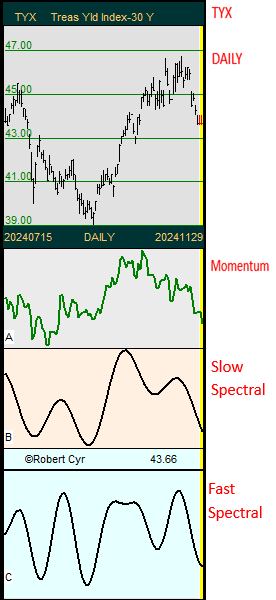 TYX Treas Yld Index-30 Y
TYX
47.00
DAILY
45.00
43.00
41.00
39.00
20240715 DAILY 20241129
Momentum
A
Slow
Spectral
B
©Robert Cyr 43.66
Fast
Spectral
C